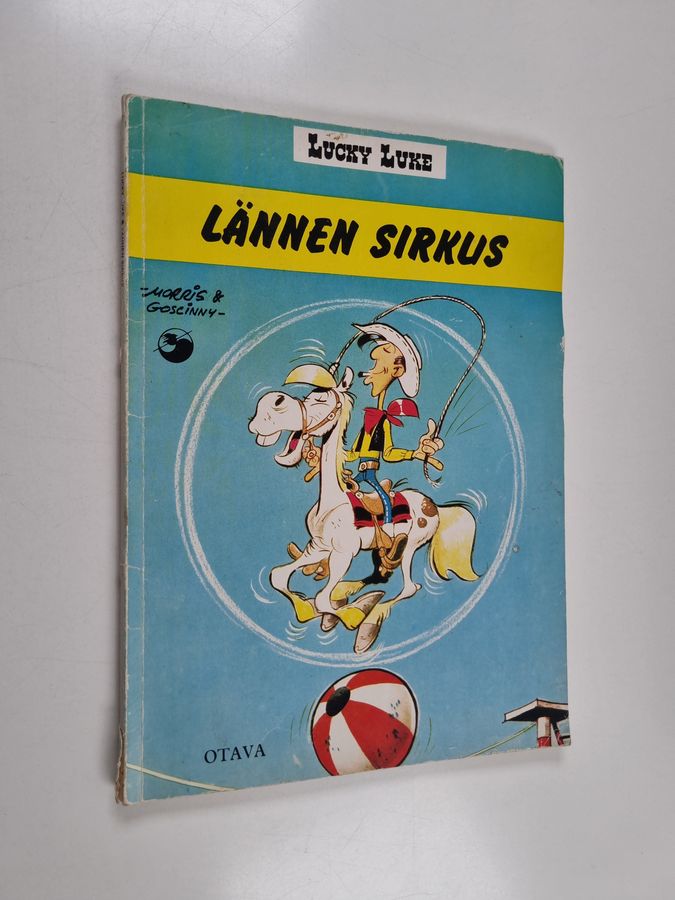 LUCKY LUKE
LÄNNEN SIRKUS
-MORRIS &
GOSCINNY-
OTAVA